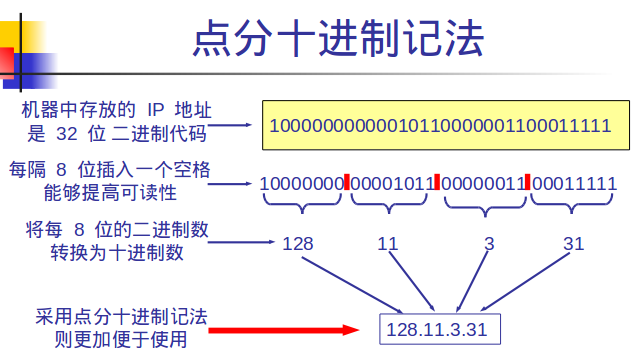 点分十进制记法
机器中存放的 IP 地址
是 32 位 二进制代码
10000000000010110000001100011111
每隔 8 位插入一个空格
能够提高可读性
10000000 00001011 00000011 00011111
将每 8 位的二进制数
转换为十进制数
128 11 3 31
采用点分十进制记法
则更加便于使用
128.11.3.31